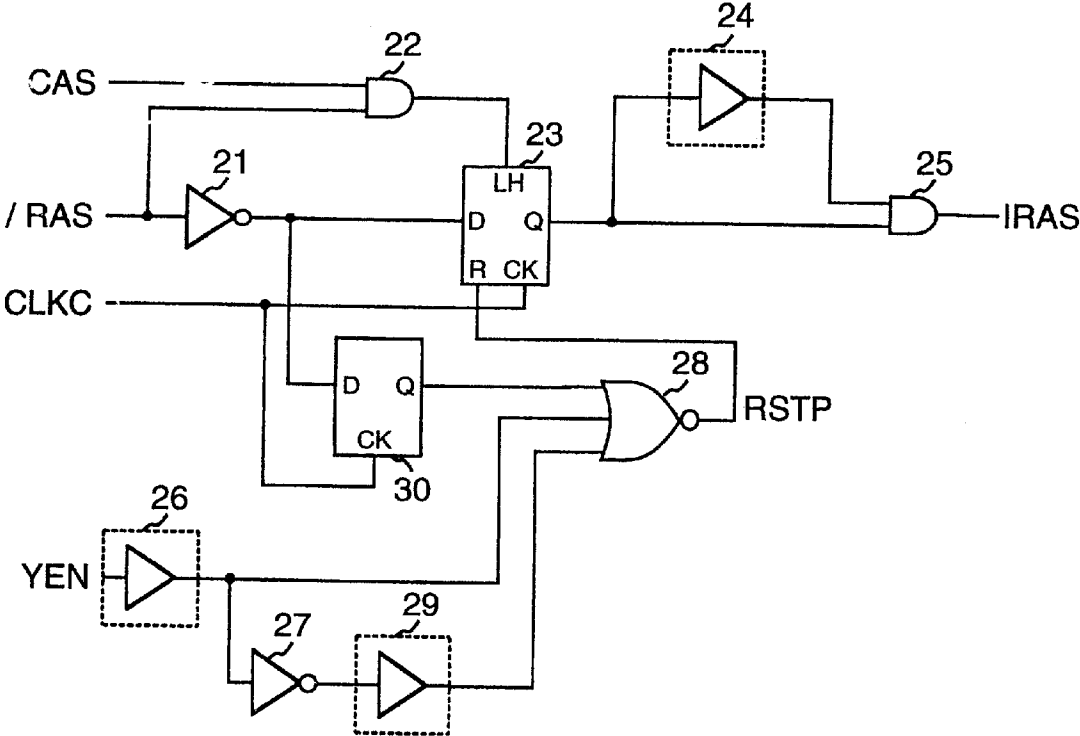 24
22
CAS
23
LH
25
21
/ RAS
D Q
IRAS
R CK
CLKC
28
D Q
RSTP
CK
30
26
YEN
29
27